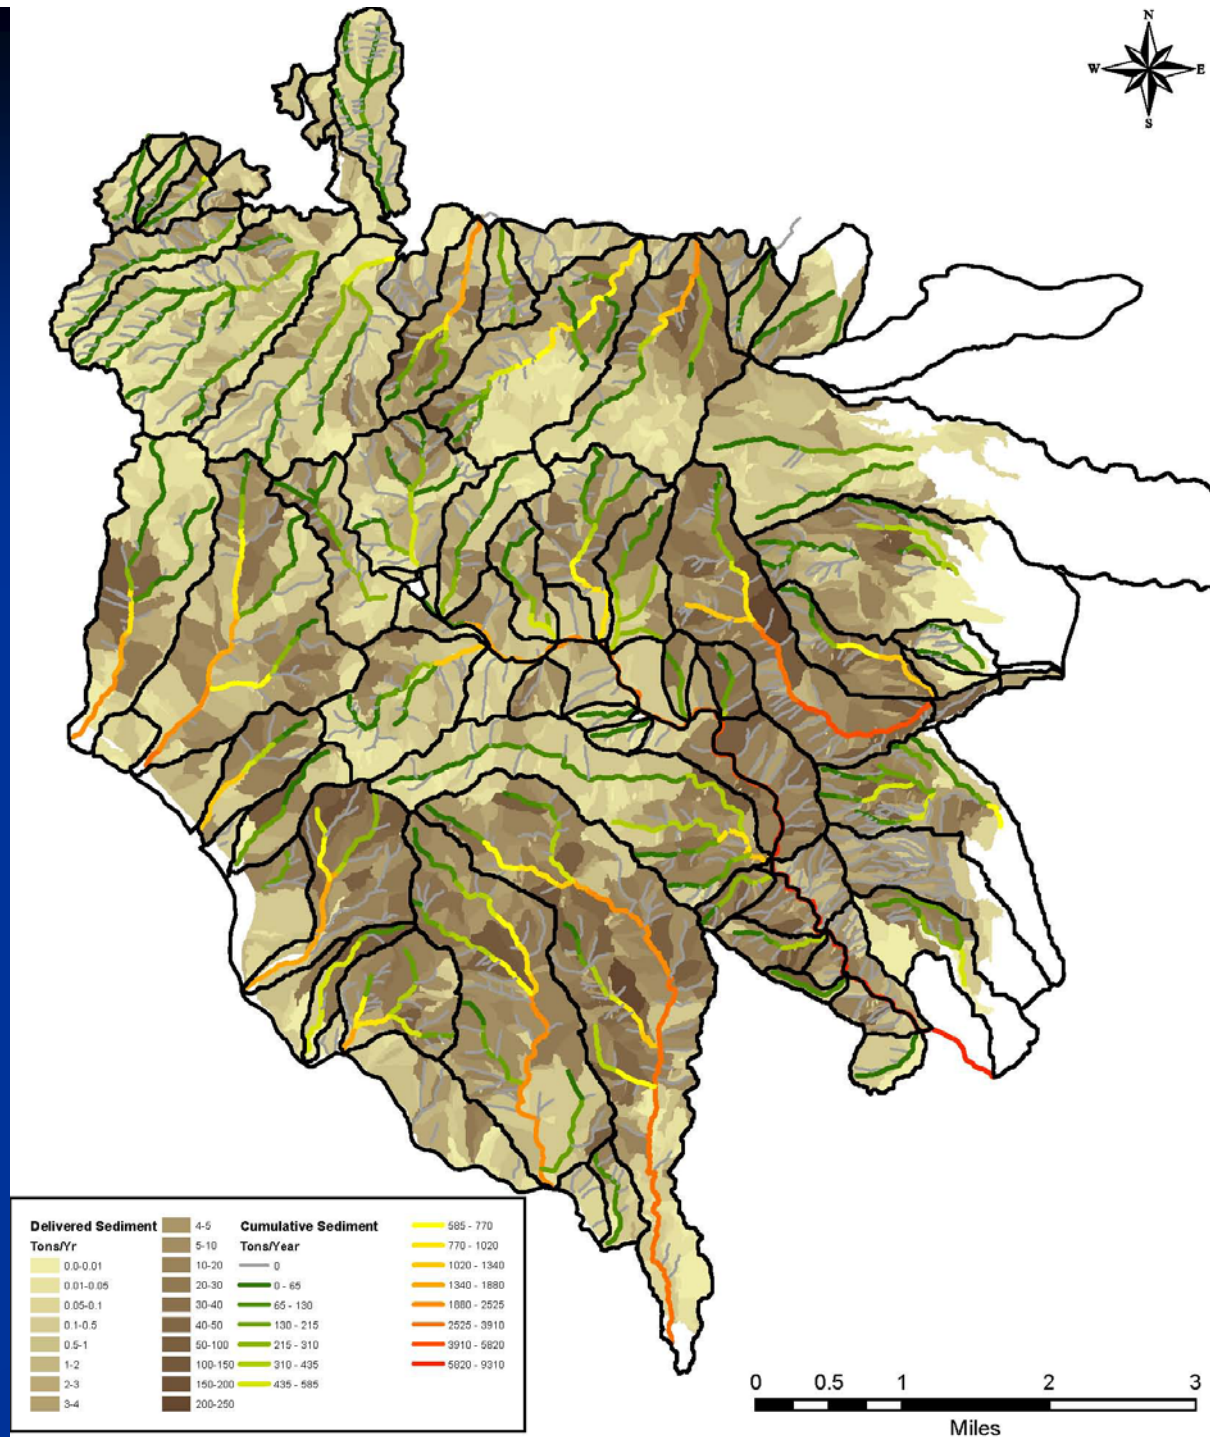 N
W E
S
Delivered Sediment
Tons/Yr
0.0-0.01
0.01-0.05
0.05-0.1
0.1-0.5
0.5-1
1-2
2-3
3-4
4-5
5-10
10-20
20-30
30-40
40-50
50-100
100-150
150-200
200-250
Cumulative Sediment
Tons/Year
0
0 - 65
65 - 130
130 - 215
215 - 310
310 - 435
435 - 585
585 - 770
770 - 1020
1020 - 1340
1340 - 1880
1880 - 2525
2525 - 3910
3910 - 5820
5820 - 9310
0 0.5 1 2 3
Miles